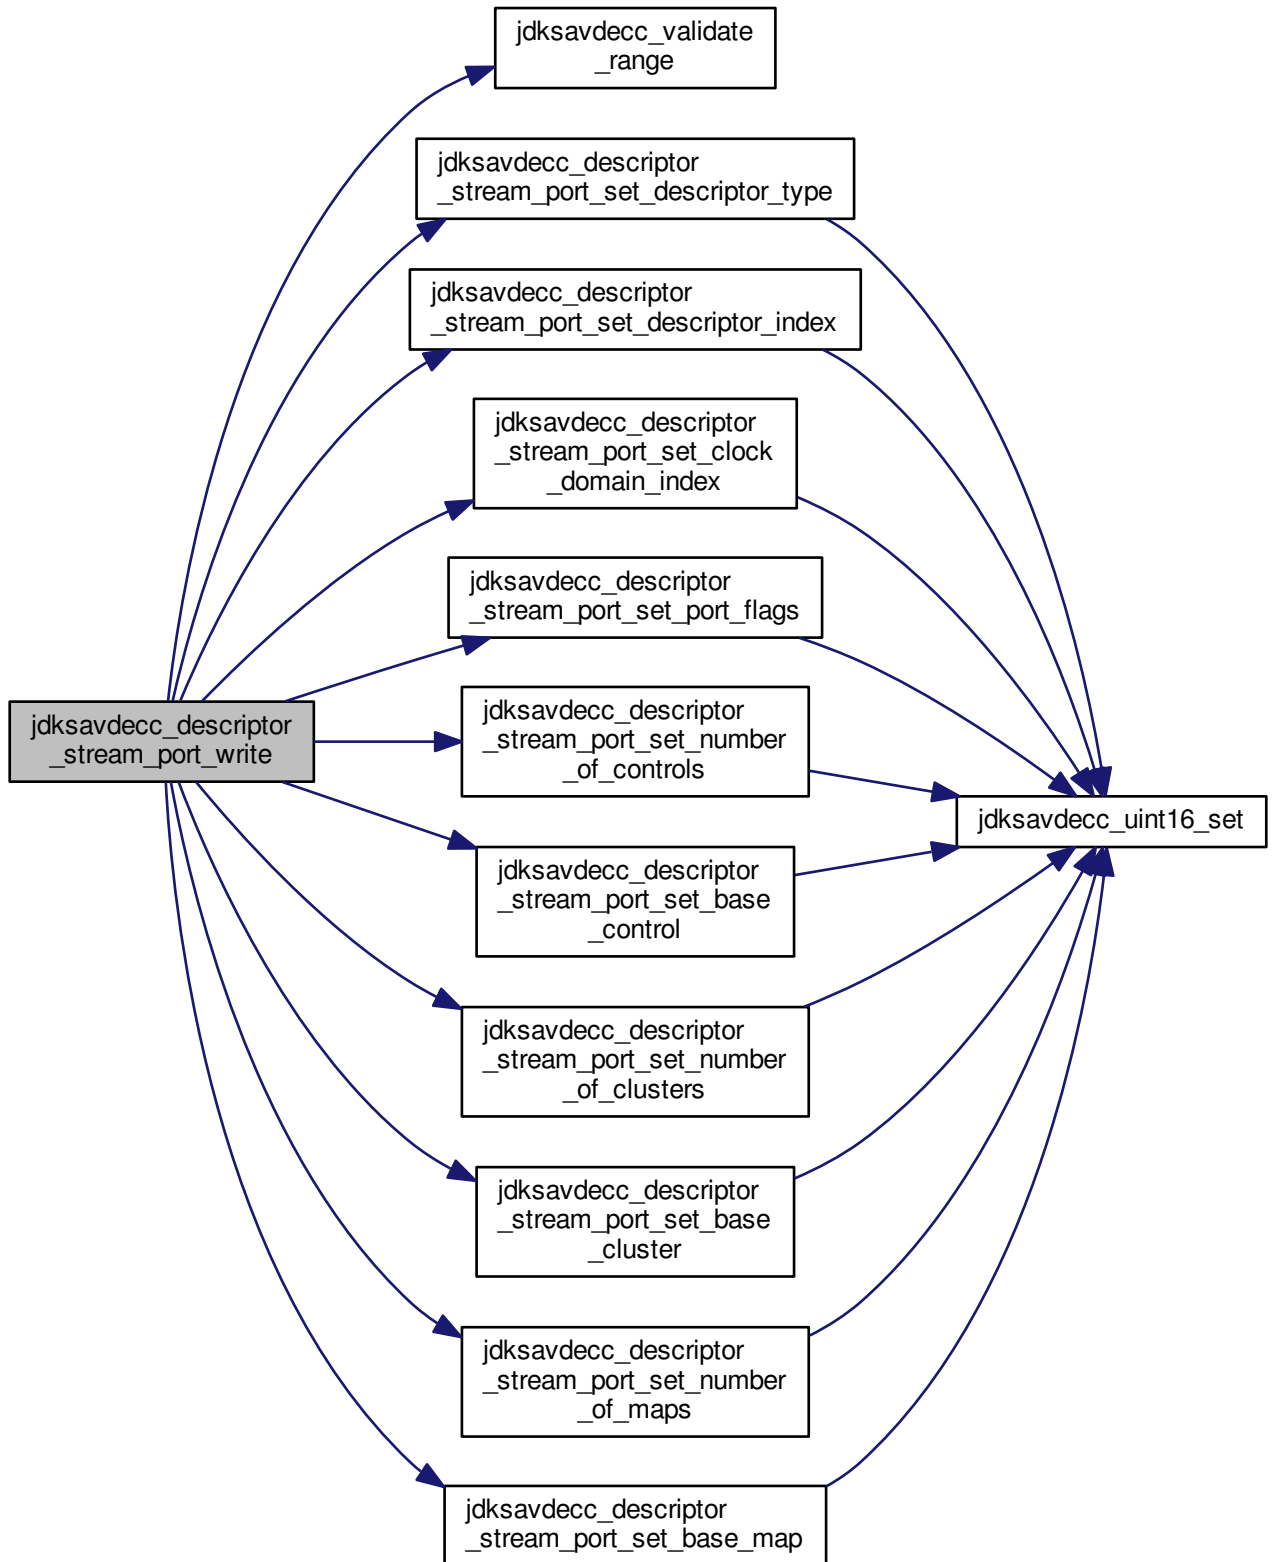 jdksavdecc_validate
_range
jdksavdecc_descriptor
_stream_port_set_descriptor_type
jdksavdecc_descriptor
_stream_port_set_descriptor_index
jdksavdecc_descriptor
_stream_port_set_clock
_domain_index
jdksavdecc_descriptor
_stream_port_set_port_flags
jdksavdecc_descriptor
_stream_port_write
jdksavdecc_descriptor
_stream_port_set_number
_of_controls
jdksavdecc_uint16_set
jdksavdecc_descriptor
_stream_port_set_base
_control
jdksavdecc_descriptor
_stream_port_set_number
_of_clusters
jdksavdecc_descriptor
_stream_port_set_base
_cluster
jdksavdecc_descriptor
_stream_port_set_number
_of_maps
jdksavdecc_descriptor
_stream_port_set_base_map